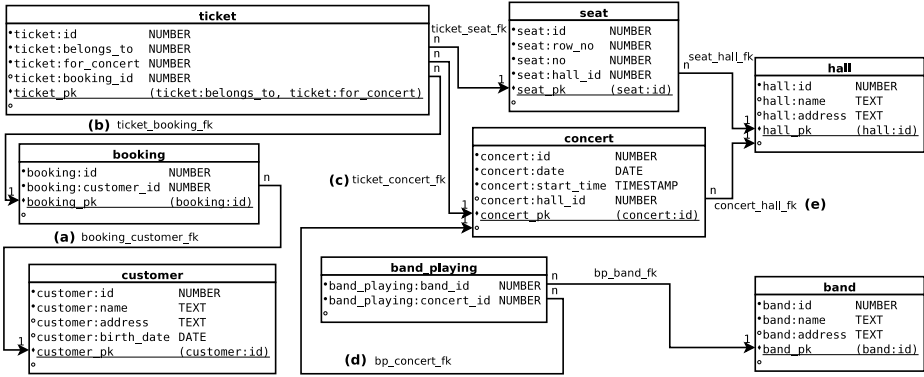 ticket
ticket:id NUMBER
ticket:belongs_to NUMBER
ticket:for_concert NUMBER
ticket:booking_id NUMBER
ticket_pk (ticket:belongs_to, ticket:for_concert)
n
n
n
ticket_seat_fk
1
seat
seat:id NUMBER
seat:row_no NUMBER
seat:no NUMBER
seat:hall_id NUMBER
seat_pk (seat:id)
n
seat_hall_fk
1
1
hall
hall:id NUMBER
hall:name TEXT
hall:address TEXT
hall_pk (hall:id)
(b) ticket_booking_fk
1
booking
booking:id NUMBER
booking:customer_id NUMBER
booking_pk (booking:id)
n
(c) ticket_concert_fk
1
1
concert
concert:id NUMBER
concert:date DATE
concert:start_time TIMESTAMP
concert:hall_id NUMBER
concert_pk (concert:id)
n
concert_hall_fk (e)
(a) booking_customer_fk
1
customer
customer:id NUMBER
customer:name TEXT
customer:address TEXT
customer:birth_date DATE
customer_pk (customer:id)
band_playing
band_playing:band_id NUMBER
band_playing:concert_id NUMBER
n
n
bp_band_fk
1
(d) bp_concert_fk
band
band:id NUMBER
band:name TEXT
band:address TEXT
band_pk (band:id)